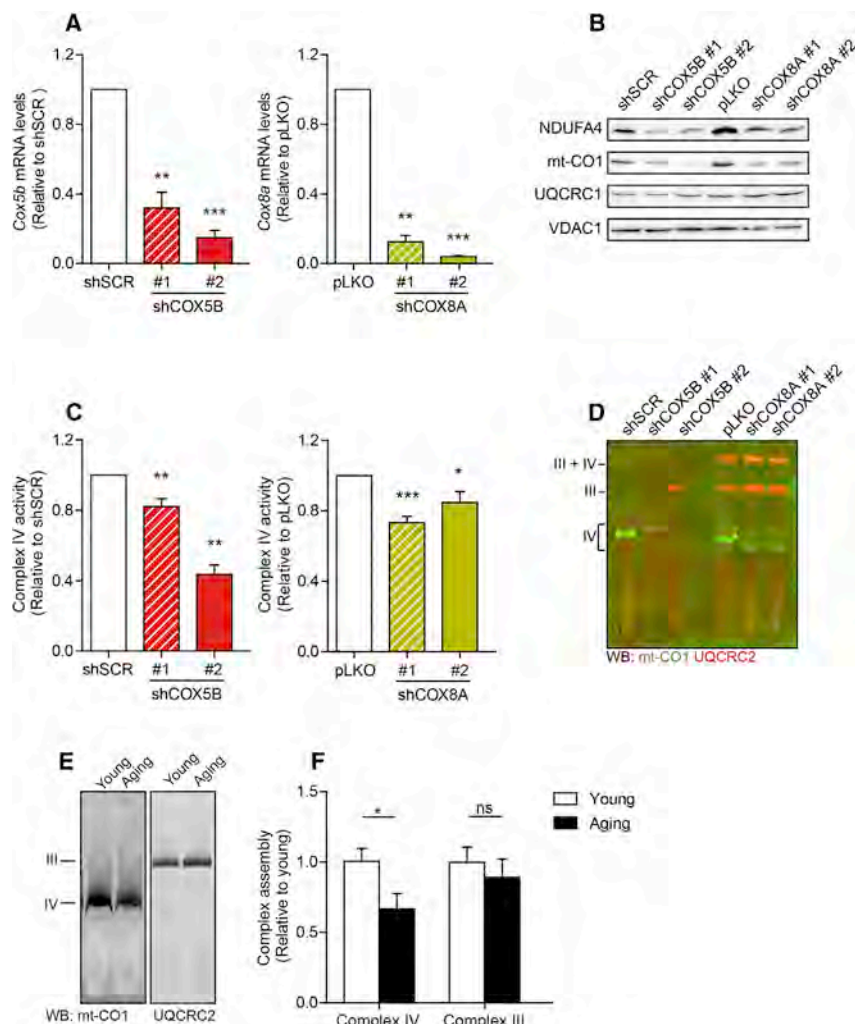 A
Cox5b mRNA levels
(Relative to shSCR)
1.2
0.8
0.4
0.0
**
***
shSCR
#1
#2
shCOX5B
Cox8a mRNA levels
(Relative to pLKO)
1.2
0.8
0.4
0.0
**
***
pLKO
#1
#2
shCOX8A
B
shSCR
shCOX5B #1
shCOX5B #2
pLKO
shCOX8A #1
shCOX8A #2
NDUFA4
mt-CO1
UQCRC1
VDAC1
C
Complex IV activity
(Relative to shSCR)
1.2
0.8
0.4
0.0
**
**
shSCR
#1
#2
shCOX5B
Complex IV activity
(Relative to pLKO)
1.2
0.8
0.4
0.0
***
*
pLKO
#1
#2
shCOX8A
D
shSCR
shCOX5B #1
shCOX5B #2
pLKO
shCOX8A #1
shCOX8A #2
III + IV
III
IV
WB: mt-CO1 UQCRC2
E
Young
Aging
Young
Aging
III
IV
WB: mt-CO1 UQCRC2
F
Complex assembly
(Relative to young)
1.5
1.0
0.5
0.0
*
ns
Complex IV
Complex III
Young
Aging